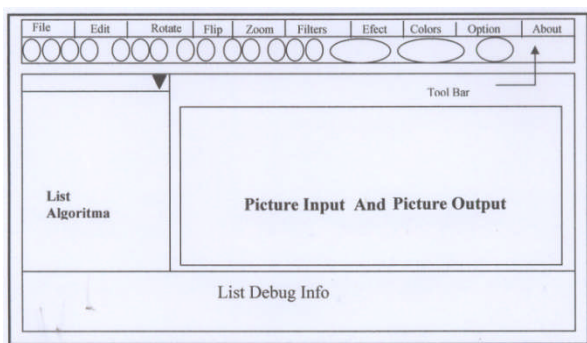 File Edit Rotate Flip Zoom Filters Efect Colors Option About
Tool Bar
List
Algoritma
Picture Input And Picture Output
List Debug Info